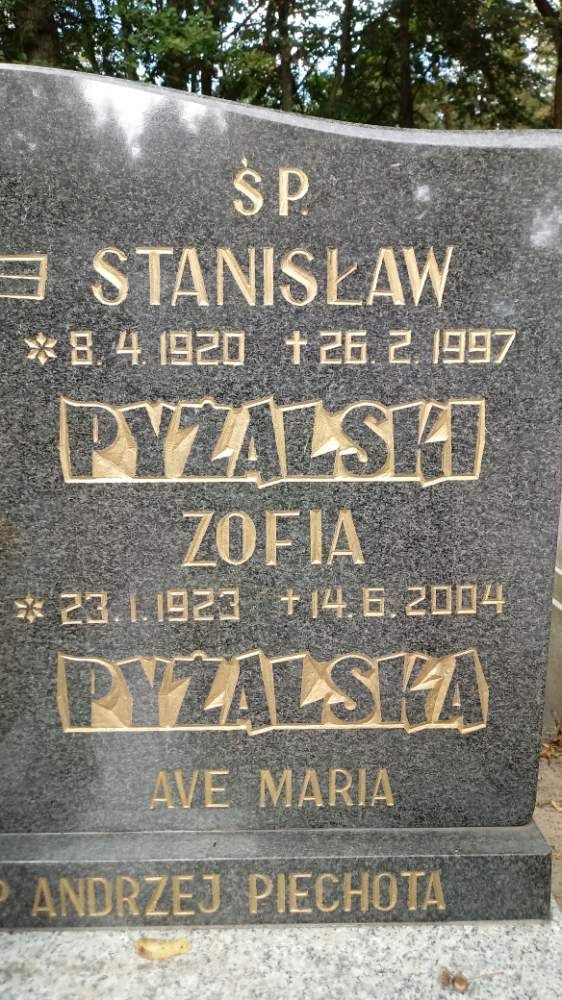 ŚP.
STANISŁAW
* 8. 4. 1920 ✝ 26. 2. 1997
PYŻALSKI
ZOFIA
* 23. 1. 1923 ✝ 14. 6. 2004
PYŻALSKA
AVE MARIA
P ANDRZEJ PIECHOTA